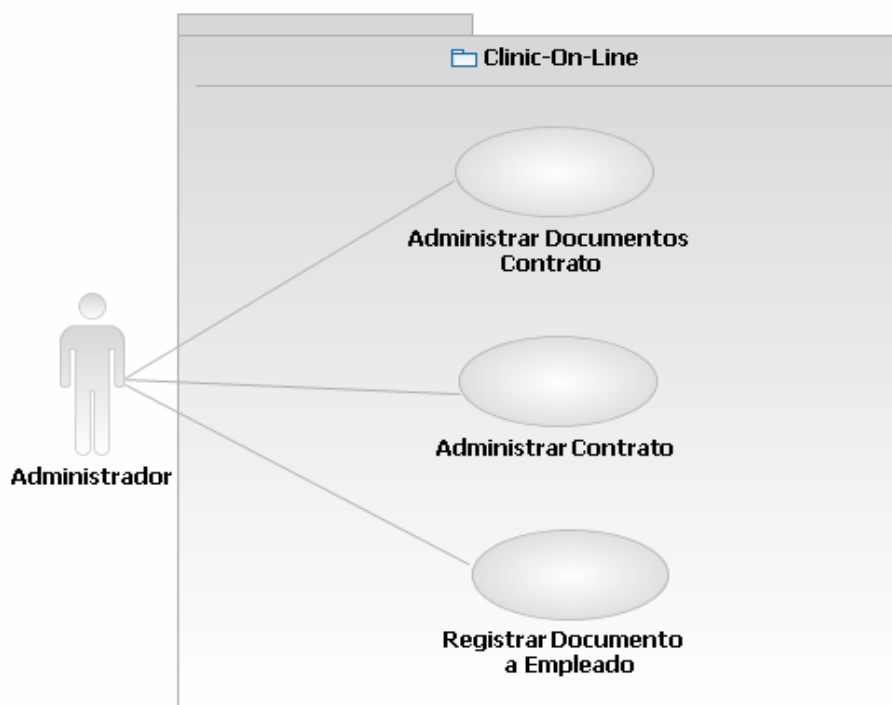 Clinic-On-Line
Administrar Documentos
Contrato
Administrar Contrato
Administrador
Registrar Documento
a Empleado